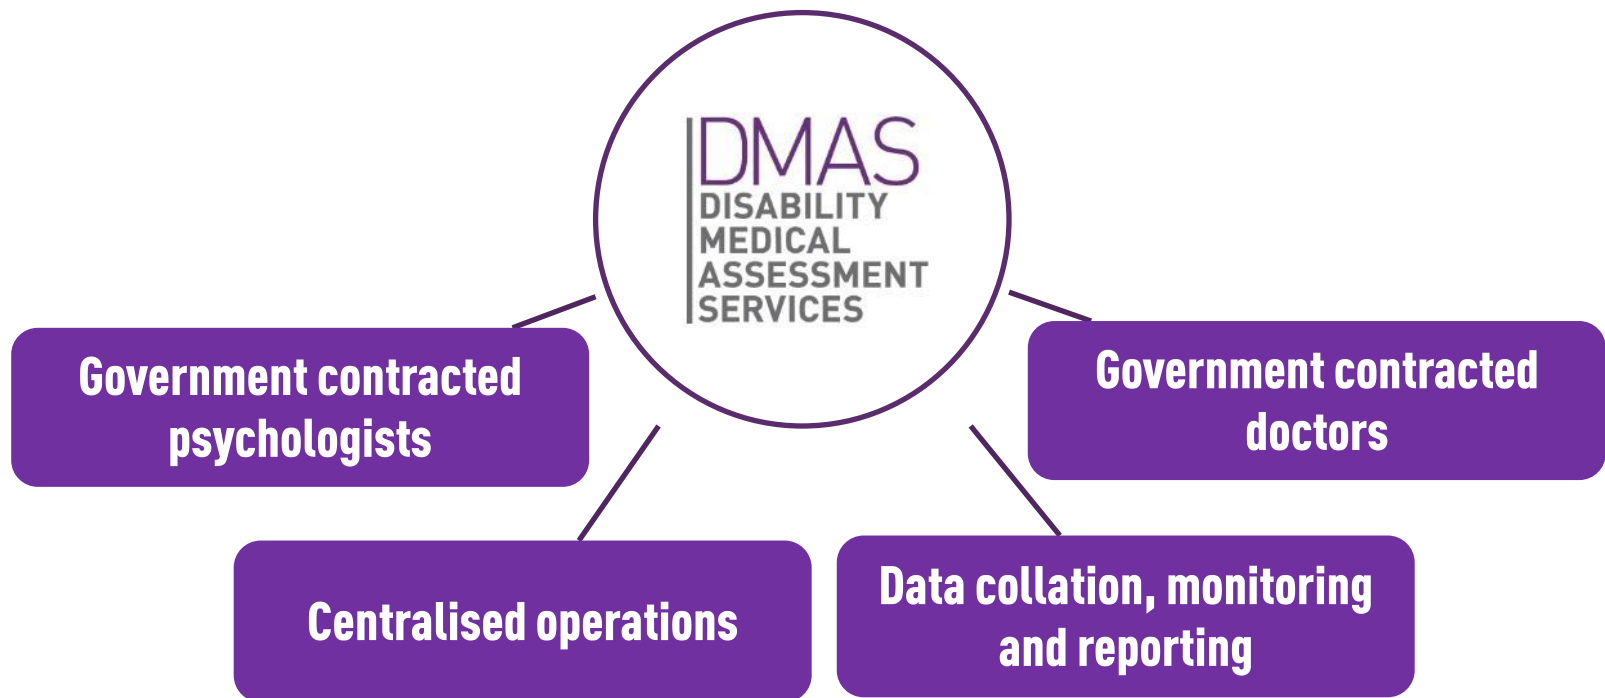 DMAS
DISABILITY
MEDICAL
ASSESSMENT
SERVICES
Government contracted
psychologists
Government contracted
doctors
Centralised operations
Data collation, monitoring
and reporting